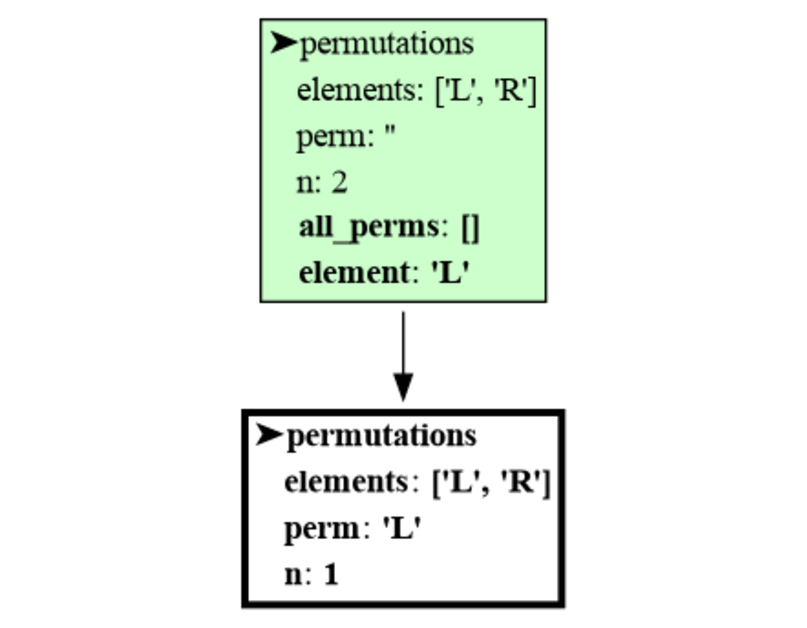 ➤permutations
elements: ['L', 'R']
perm: ''
n: 2
all_perms: []
element: 'L'
➤permutations
elements: ['L', 'R']
perm: 'L'
n: 1